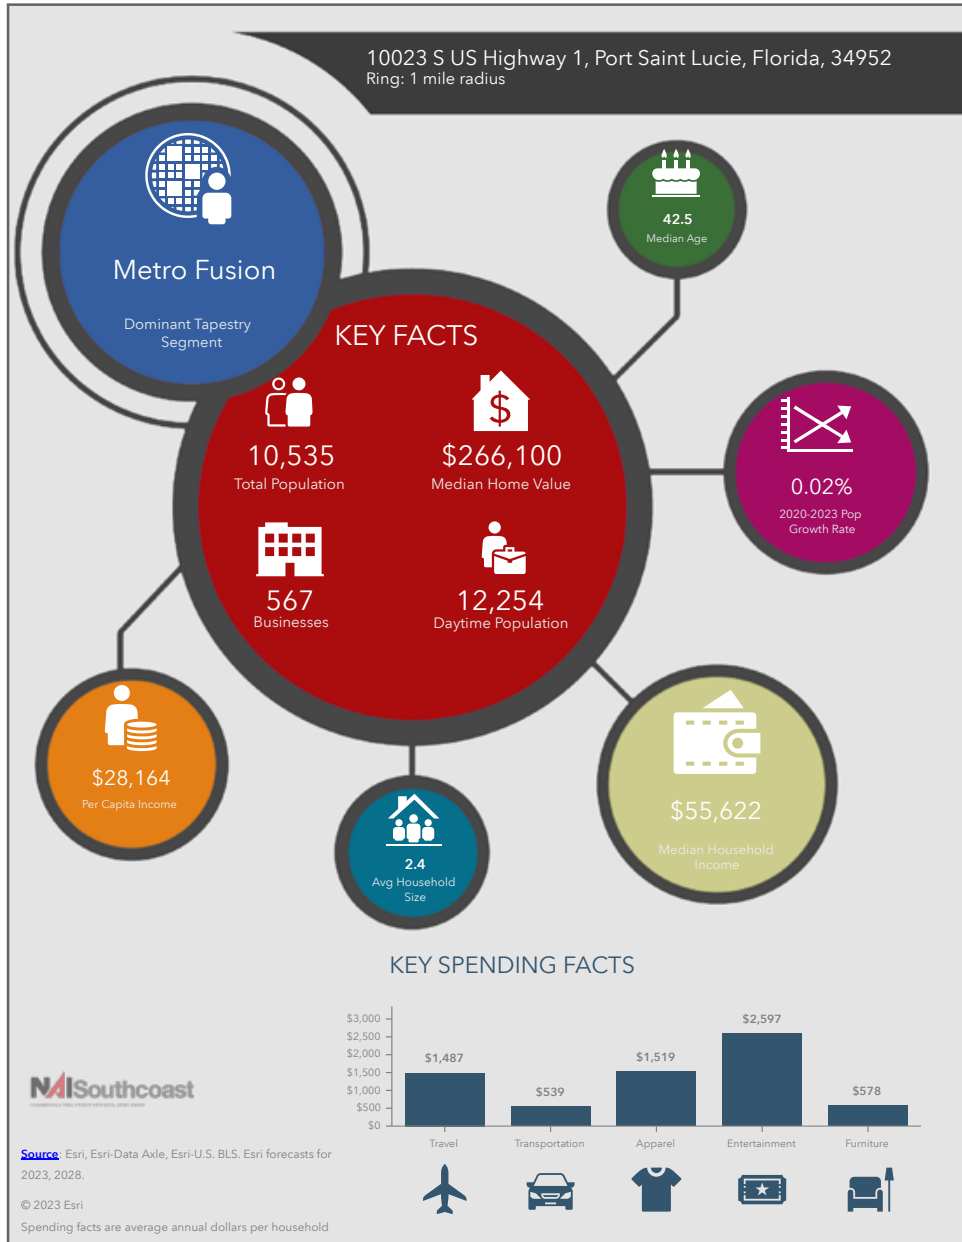 10023 S US Highway 1, Port Saint Lucie, Florida, 34952
Ring: 1 mile radius
Metro Fusion
Dominant Tapestry
Segment
42.5
Median Age
KEY FACTS
$
10,535
Total Population
$266,100
Median Home Value
567
Businesses
12,254
Daytime Population
0.02%
2020-2023 Pop
Growth Rate
$28,164
Per Capita Income
2.4
Avg Household
Size
$55,622
Median Household
Income
KEY SPENDING FACTS
$3,000
$2,500
$2,000
$1,500
$1,000
$500
$0
$1,487
$539
$1,519
$2,597
$578
Travel
Transportation
Apparel
Entertainment
Furniture
NAISouthcoast
Source: Esri, Esri-Data Axle, Esri-U.S. BLS. Esri forecasts for
2023, 2028.
© 2023 Esri
Spending facts are average annual dollars per household